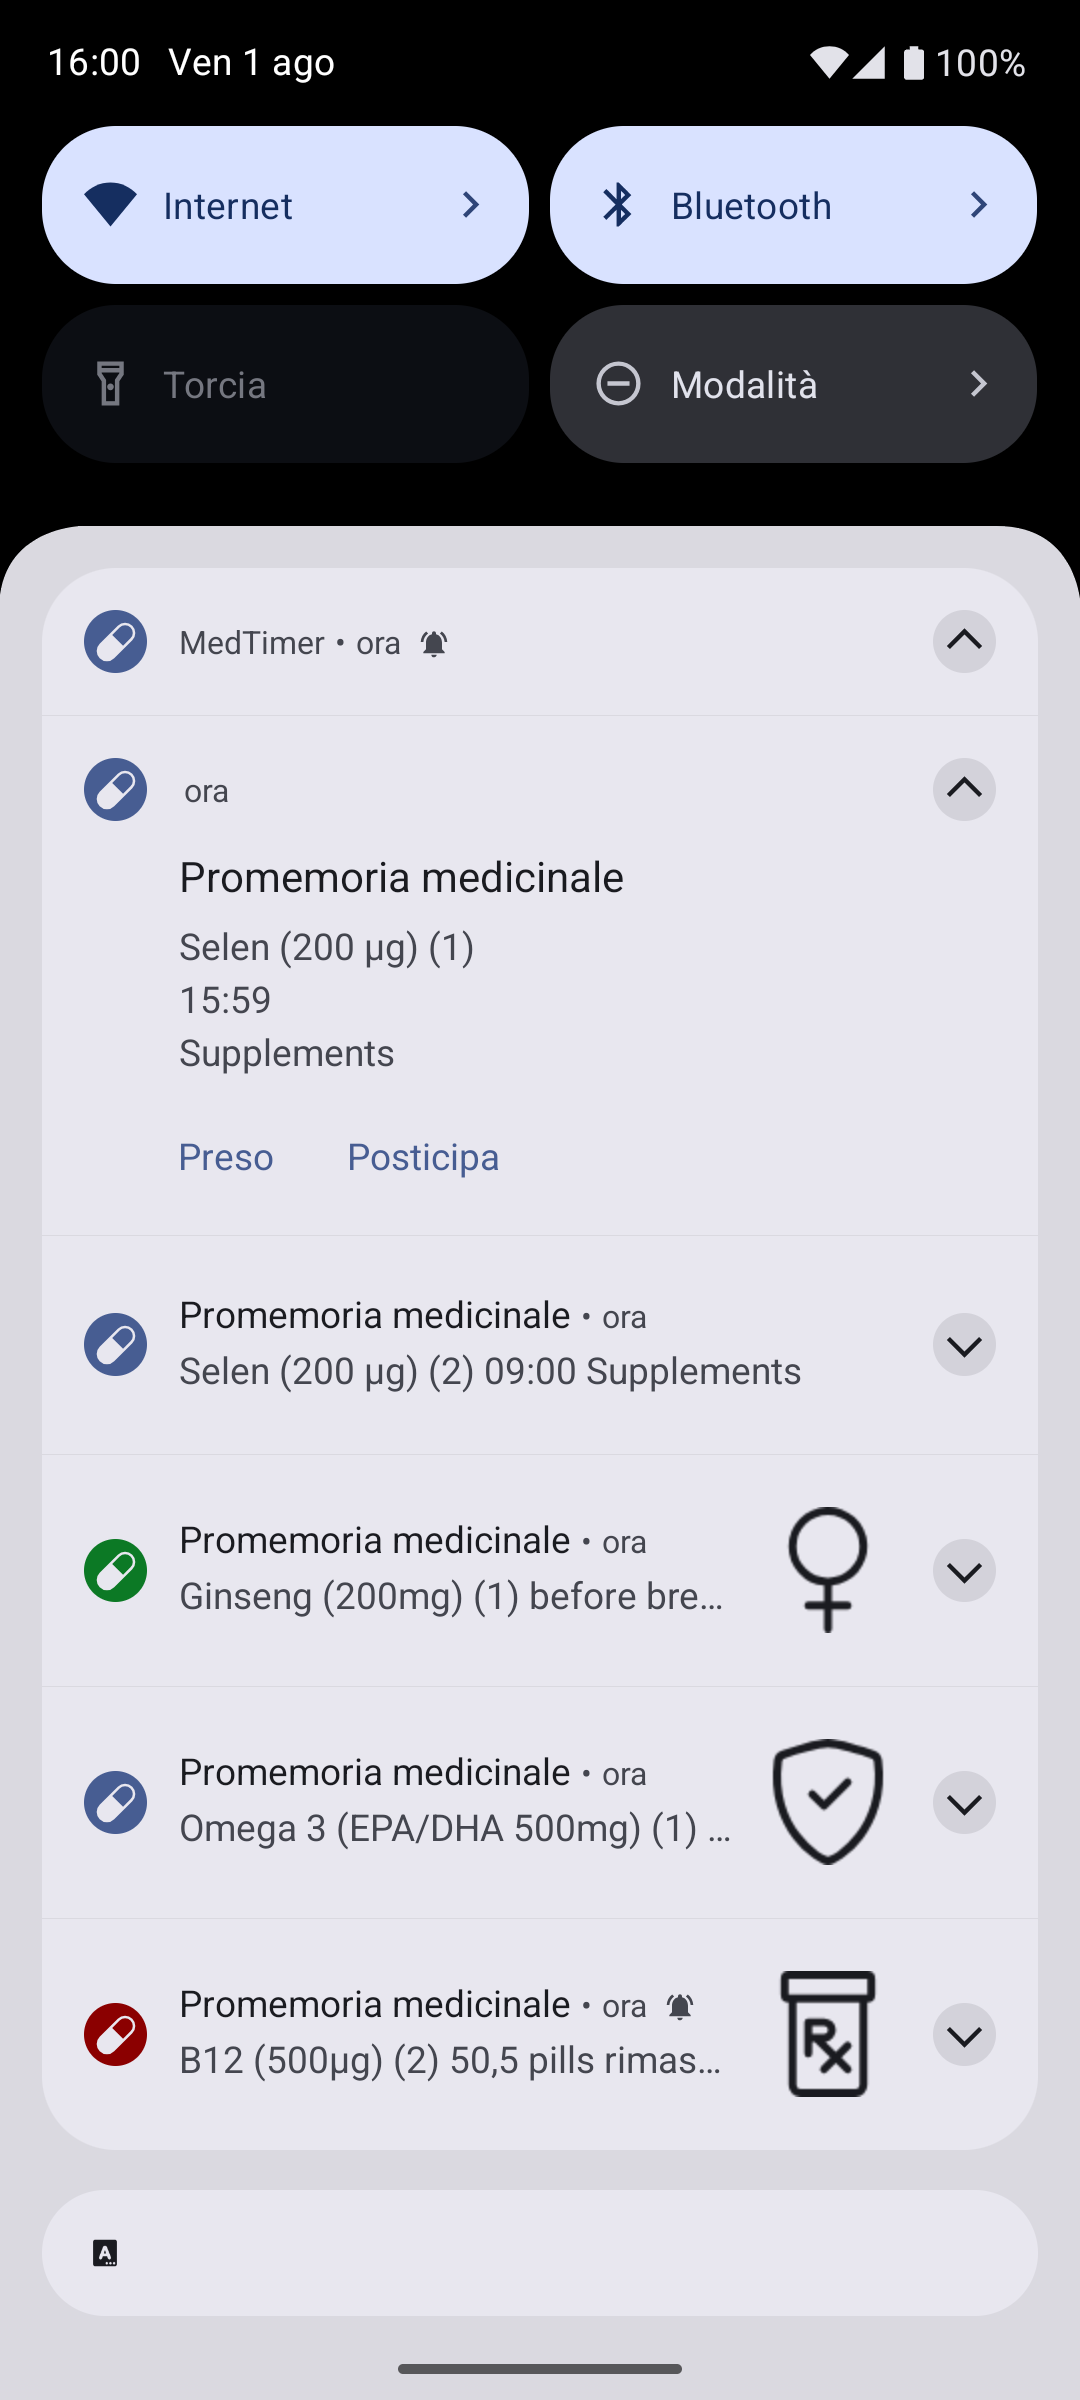 16:00 Ven 1 ago 100%
Internet
Bluetooth
Torcia
Modalità
MedTimer • ora
ora
Promemoria medicinale
Selen (200 µg) (1)
15:59
Supplements
Preso Posticipa
Promemoria medicinale • ora
Selen (200 µg) (2) 09:00 Supplements
Promemoria medicinale • ora
Ginseng (200mg) (1) before bre…
Promemoria medicinale • ora
Omega 3 (EPA/DHA 500mg) (1) …
Promemoria medicinale • ora
B12 (500µg) (2) 50,5 pills rimas…
Rx
A